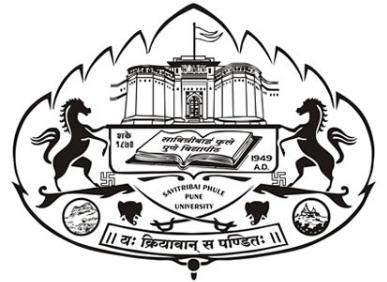 शके
१८७१
सावित्रीबाई फुले
पुणे विद्यापीठ
1949
A.D.
SAVITRIBAI PHULE
PUNE
UNIVERSITY
॥ यः क्रियावान् स पण्डितः ॥